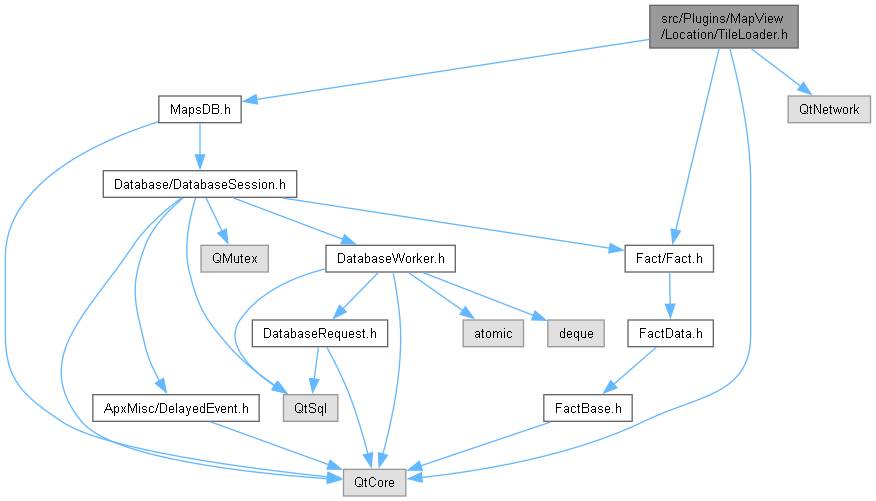 src/Plugins/MapView
/Location/TileLoader.h
MapsDB.h
QtNetwork
Database/DatabaseSession.h
QMutex
DatabaseWorker.h
Fact/Fact.h
DatabaseRequest.h
atomic
deque
FactData.h
ApxMisc/DelayedEvent.h
QtSql
FactBase.h
QtCore